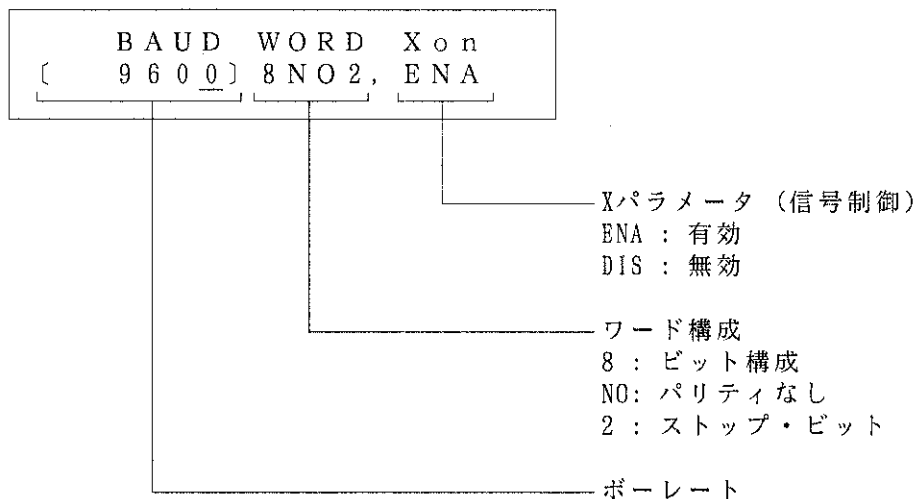 BAUD WORD Xon
〔 9600〕8NO2, ENA
Xパラメータ (信号制御)
ENA : 有効
DIS : 無効
ワード構成
8 : ビット構成
NO: パリティなし
2 : ストップ・ビット
ボーレート